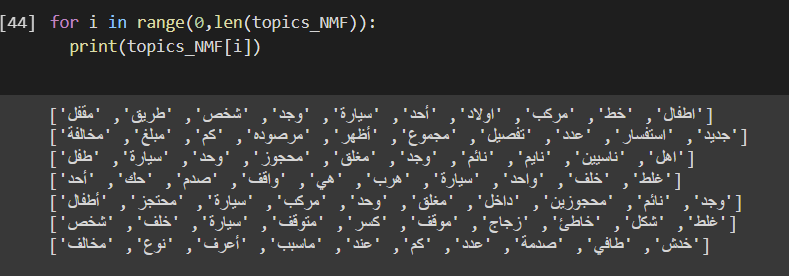 [44] for i in range(0,len(topics_NMF)):
print(topics_NMF[i])
['مقفل', 'طريق', 'شخص', 'وجد', 'سيارة', 'أحد', 'اولاد', 'مركب', 'خط', 'اطفال']
['مخالفة', 'مبلغ', 'كم', 'مرصوده', 'أظهر', 'مجموع', 'تفصيل', 'عدد', 'استفسار', 'جديد']
['طفل', 'سيارة', 'وحد', 'محجوز', 'مغلق', 'وجد', 'نائم', 'نايم', 'ناسيين', 'اهل']
['أحد', 'حك', 'صدم', 'واقف', 'هي', 'هرب', 'سيارة', 'واحد', 'خلف', 'غلط']
['أطفال', 'محتجز', 'سيارة', 'مركب', 'وحد', 'مغلق', 'داخل', 'محجوزين', 'نائم', 'وجد']
['شخص', 'خلف', 'سيارة', 'متوقف', 'كسر', 'موقف', 'زجاج', 'خاطئ', 'شكل', 'غلط']
['مخالف', 'نوع', 'أعرف', 'ماسبب', 'عند', 'كم', 'عدد', 'صدمة', 'طافي', 'خدش']